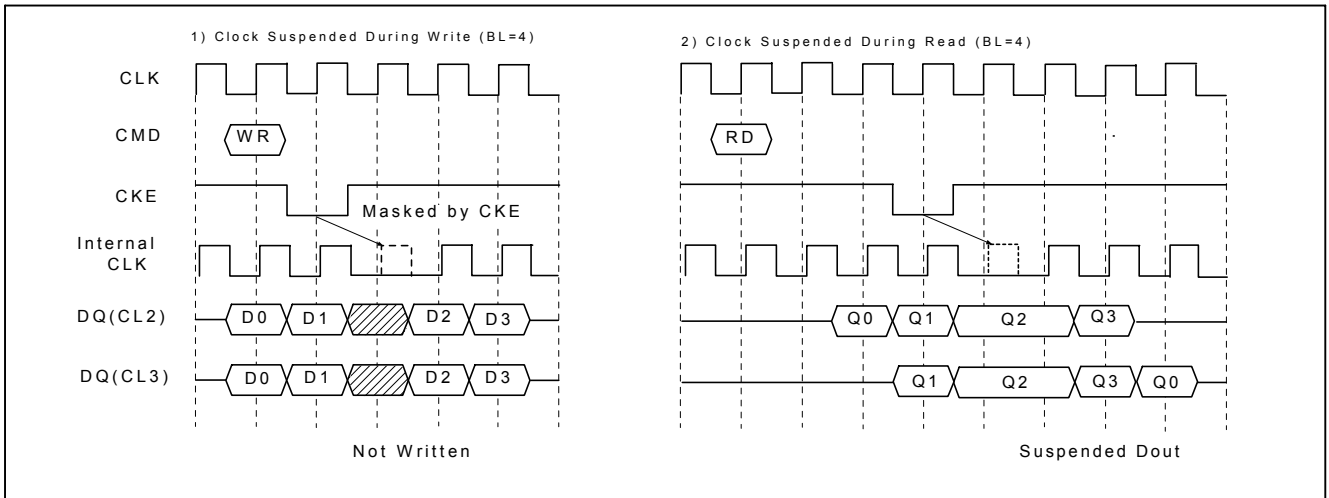 1) Clock Suspended During Write (BL=4)
2) Clock Suspended During Read (BL=4)
CLK
CMD
WR
RD
CKE
Masked by CKE
Internal
CLK
DQ(CL2)
D0
D1
D2
D3
Q0
Q1
Q2
Q3
DQ(CL3)
D0
D1
D2
D3
Q1
Q2
Q3
Q0
Not Written
Suspended Dout